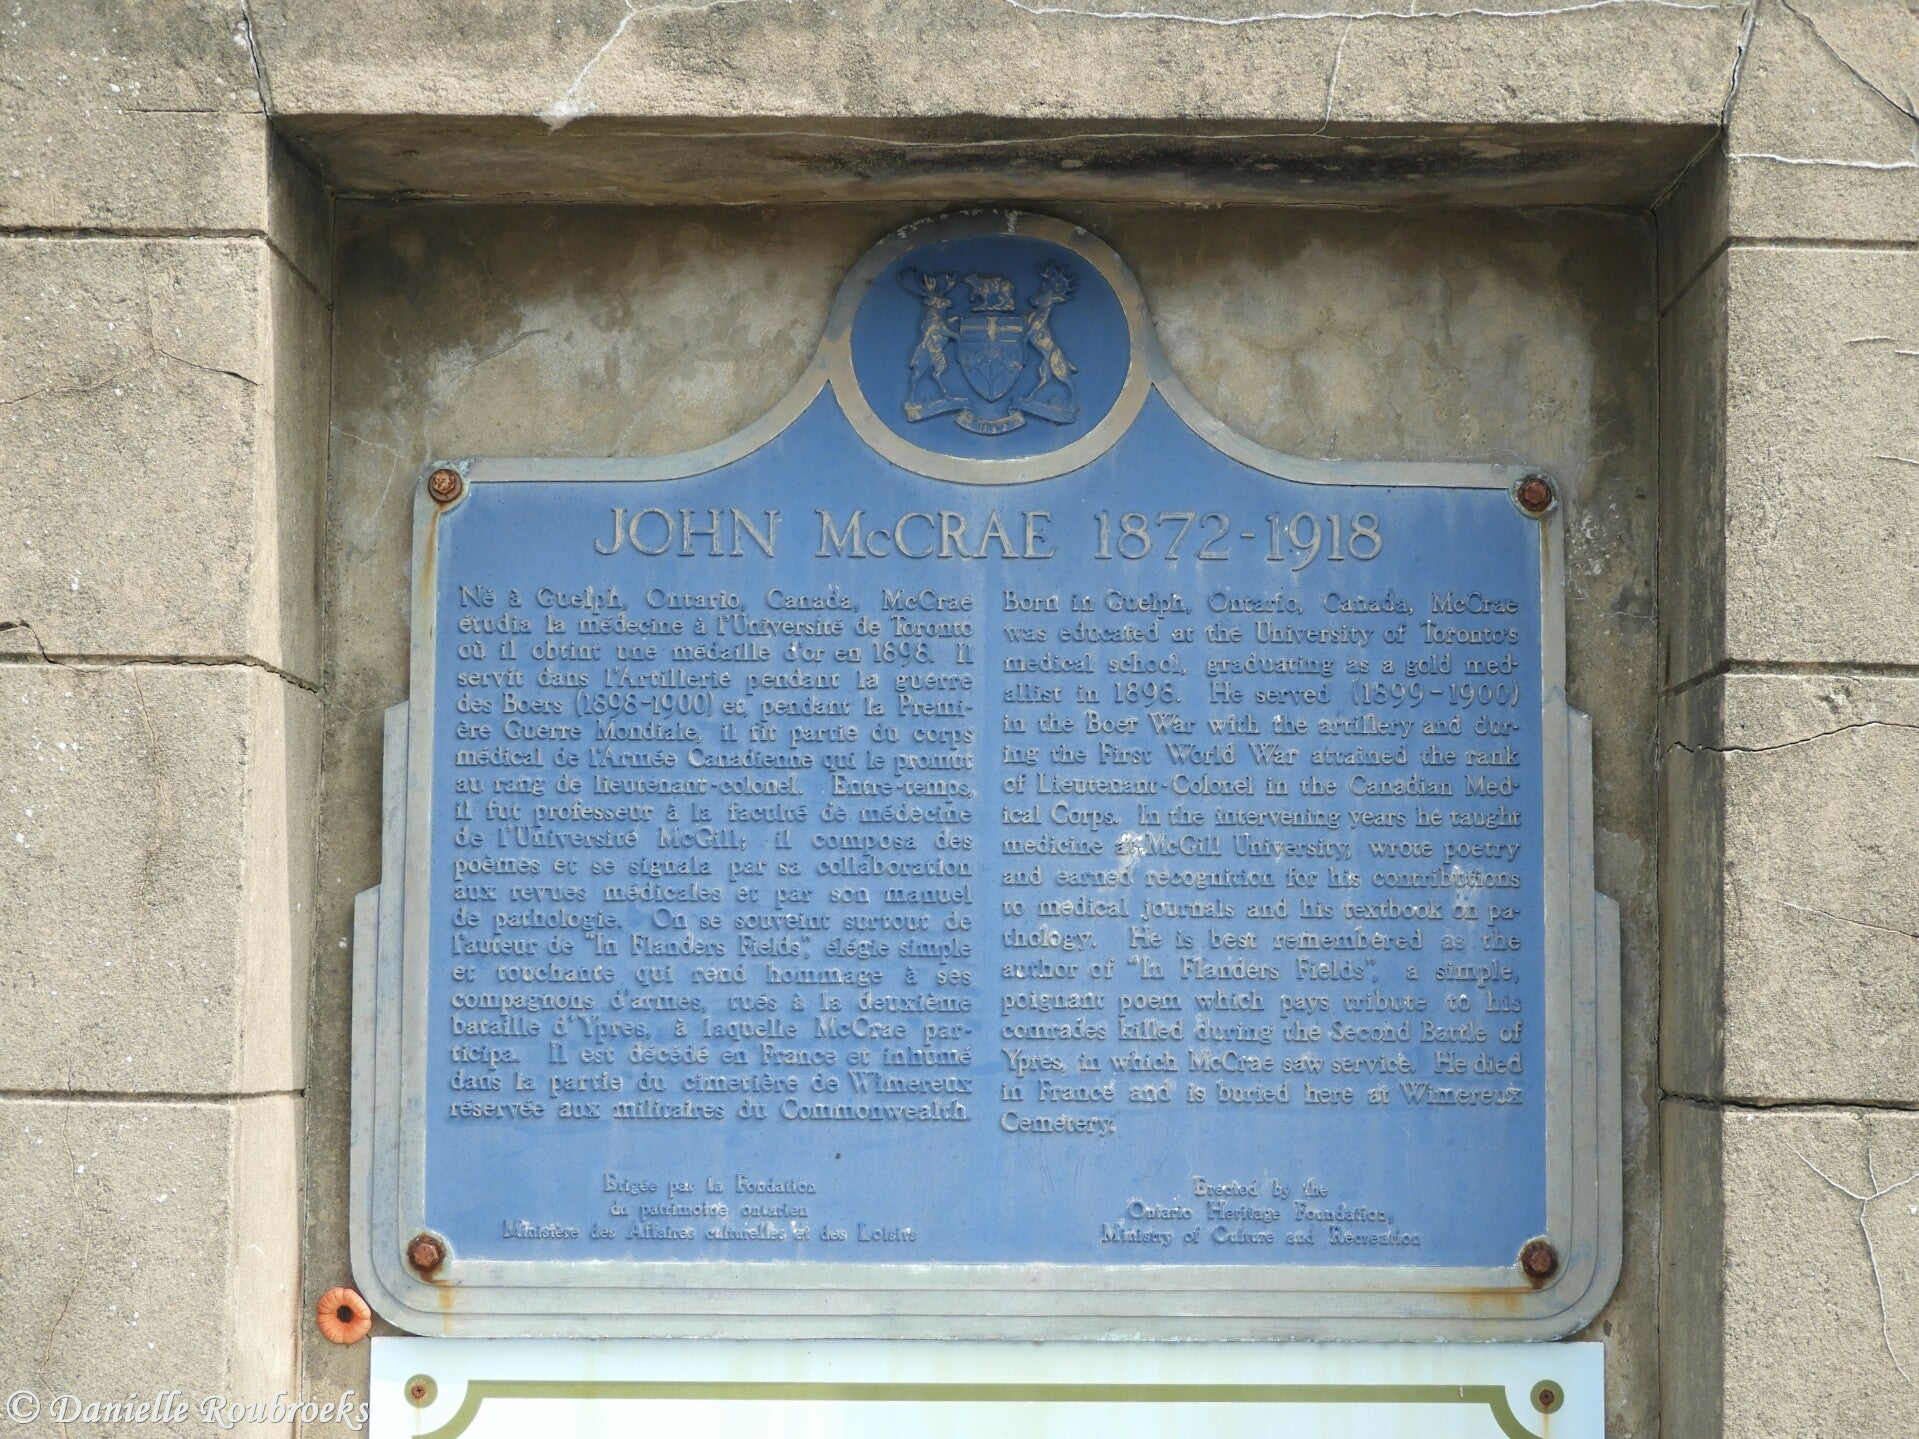 JOHN McCRAE 1872-1918
Né à Guelph, Ontario, Canada, McCrae
étudia la médecine à l'Université de Toronto
où il obtint une médaille d'or en 1898. Il
servit dans l'Artillerie pendant la guerre
des Boers (1898-1900) et, pendant la Premi-
ère Guerre Mondiale, il fit partie du corps
médical de l'Armée Canadienne qui le promut
au rang de lieutenant-colonel. Entre-temps,
il fut professeur à la faculté de médecine
de l'Université McGill; il composa des
poèmes et se signala par sa collaboration
aux revues médicales et par son manuel
de pathologie. On se souveint surtout de
l'auteur de "In Flanders Fields", élégie simple
et touchante qui rend hommage à ses
compagnons d'armes, tués à la deuxième
bataille d'Ypres, à laquelle McCrae par-
ticipa. Il est décédé en France et inhumé
dans la partie du cimetière de Wimereux
réservée aux militaires du Commonwealth.
Erigée par la Fondation
du patrimoine ontarien
Ministère des Affaires culturelles et des Loisirs
Born in Guelph, Ontario, Canada, McCrae
was educated at the University of Toronto's
medical school, graduating as a gold med-
allist in 1898. He served (1899-1900)
in the Boer War with the artillery and dur-
ing the First World War attained the rank
of Lieutenant-Colonel in the Canadian Med-
ical Corps. In the intervening years he taught
medicine at McGill University, wrote poetry
and earned recognition for his contributions
to medical journals and his textbook on pa-
thology. He is best remembered as the
author of "In Flanders Fields", a simple,
poignant poem which pays tribute to his
comrades killed during the Second Battle of
Ypres, in which McCrae saw service. He died
in France and is buried here at Wimereux
Cemetery.
Erected by the
Ontario Heritage Foundation,
Ministry of Culture and Recreation
© Danielle Roubroeks